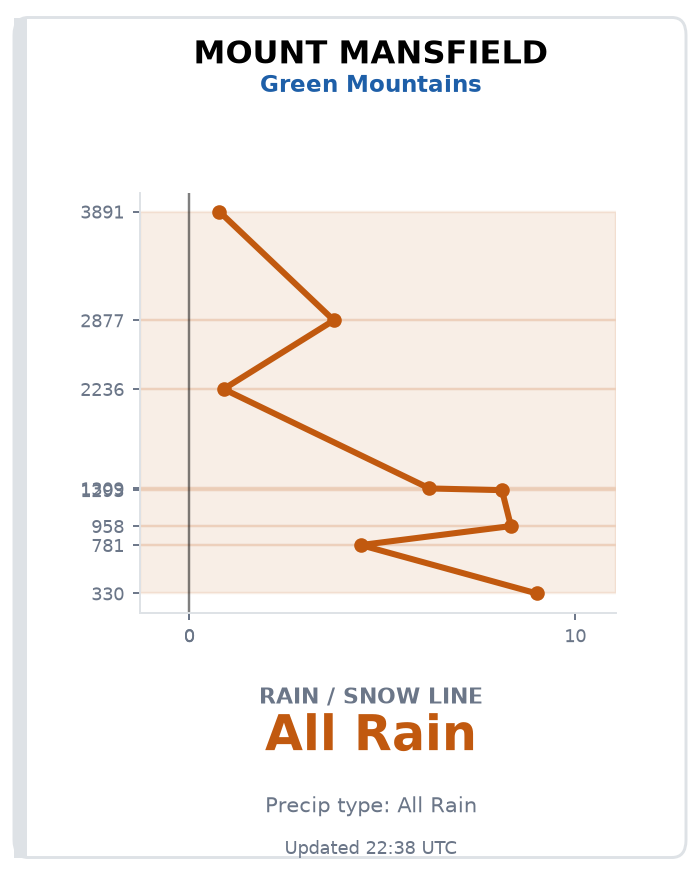 MOUNT MANSFIELD
Green Mountains
3891
2877
2236
958
781
330
0
10
RAIN / SNOW LINE
All Rain
Precip type: All Rain
Updated 22:38 UTC